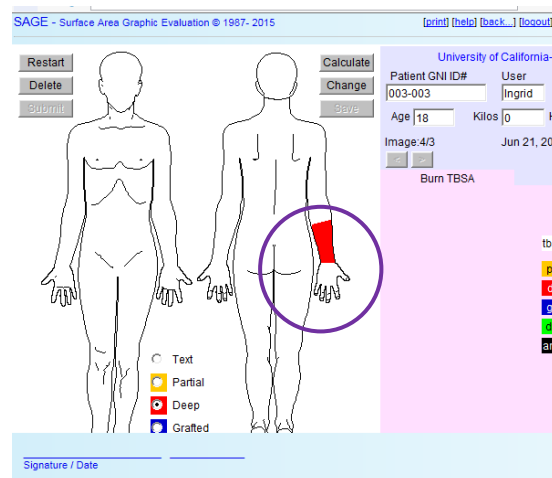 SAGE - Surface Area Graphic Evaluation © 1987- 2015 [print] [help] [back...] [logout]
Restart
Delete
Submit
Calculate
Change
Save
University of California-
Patient GNI ID# User
003-003 Ingrid
Age 18 Kilos 0
Image:4/3 Jun 21, 20
< >
Burn TBSA
tb
p
d
g
d
ar
Text
Partial
Deep
Grafted
Signature / Date